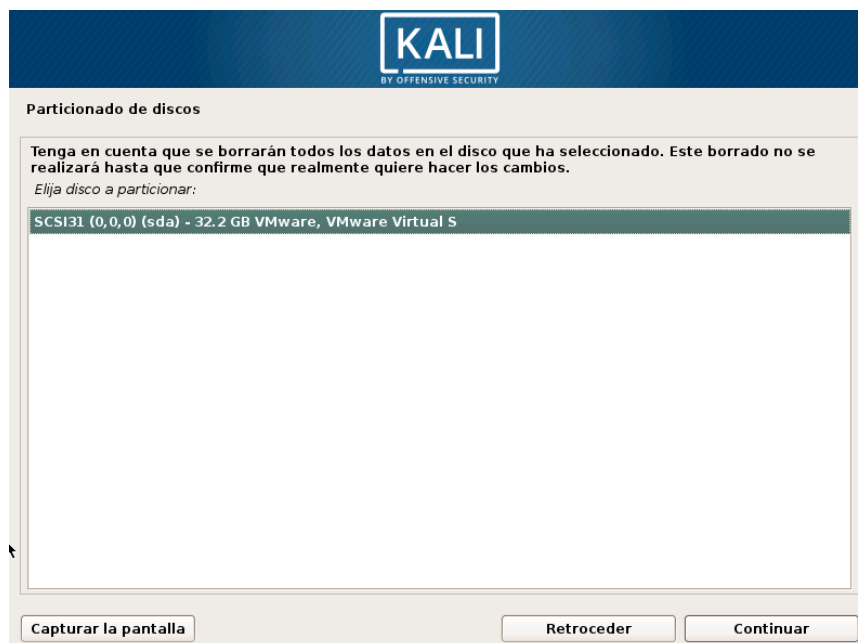 KALI
BY OFFENSIVE SECURITY
Particionado de discos
Tenga en cuenta que se borrarán todos los datos en el disco que ha seleccionado. Este borrado no se
realizará hasta que confirme que realmente quiere hacer los cambios.
Elija disco a particionar:
SCSI31 (0,0,0) (sda) - 32.2 GB VMware, VMware Virtual S
Capturar la pantalla
Retroceder
Continuar